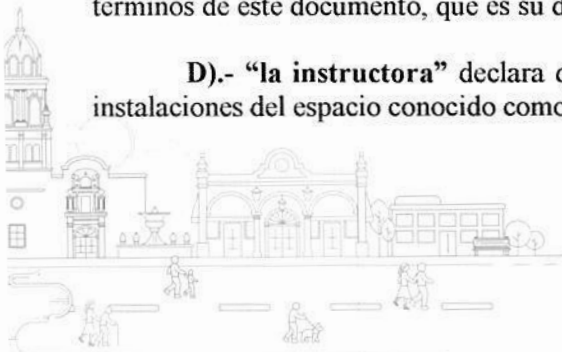 términos de este documento, que es su d
D).- “la instructora” declara q
instalaciones del espacio conocido como